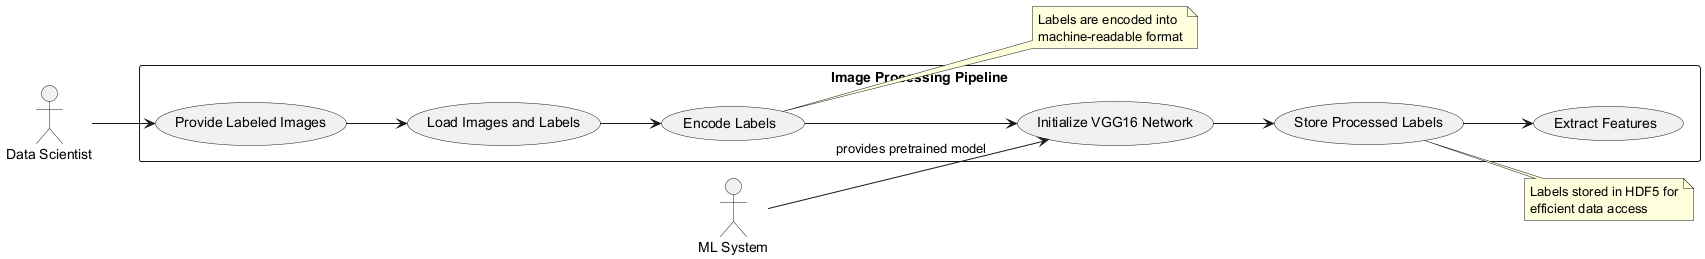 Labels are encoded into
machine-readable format
Image Processing Pipeline
Data Scientist
Provide Labeled Images
Load Images and Labels
Encode Labels
Initialize VGG16 Network
Store Processed Labels
Extract Features
provides pretrained model
ML System
Labels stored in HDF5 for
efficient data access